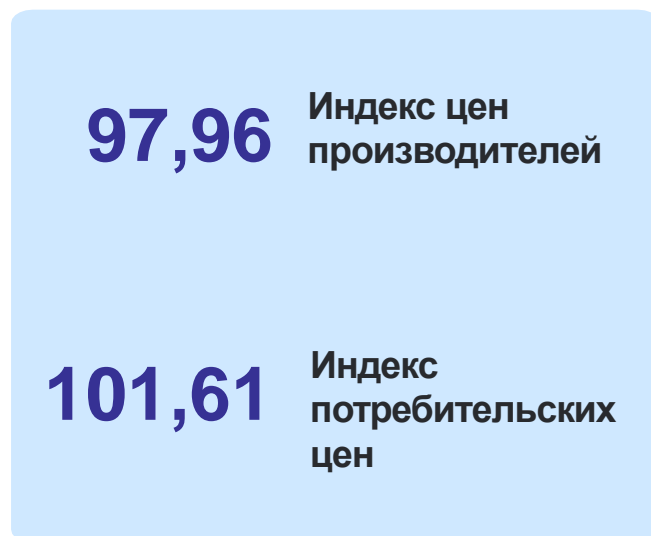 97,96
Индекс цен
производителей
101,61
Индекс
потребительских
цен